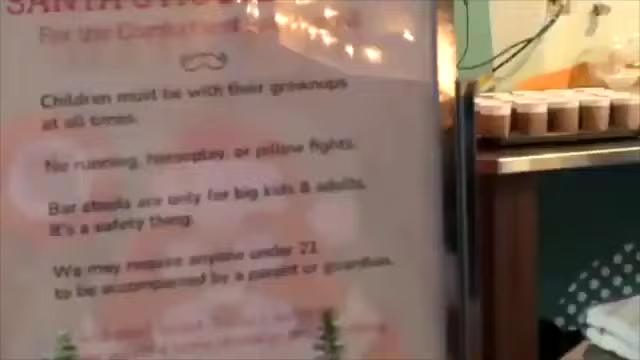 SANTA'S
For the Comfort
Children must be with their grownups
at all times.
No running, horseplay, or pillow fights.
Bar stools are only for big kids & adults.
It's a safety thing.
We may require anyone under 21
to be accompanied by a parent or guardian.